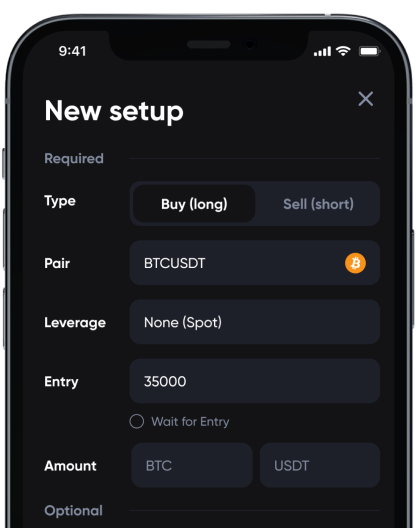 9:41
New setup
Required
Type Buy (long) Sell (short)
Pair BTCUSDT
Leverage None (Spot)
Entry 35000
Wait for Entry
Amount BTC USDT
Optional